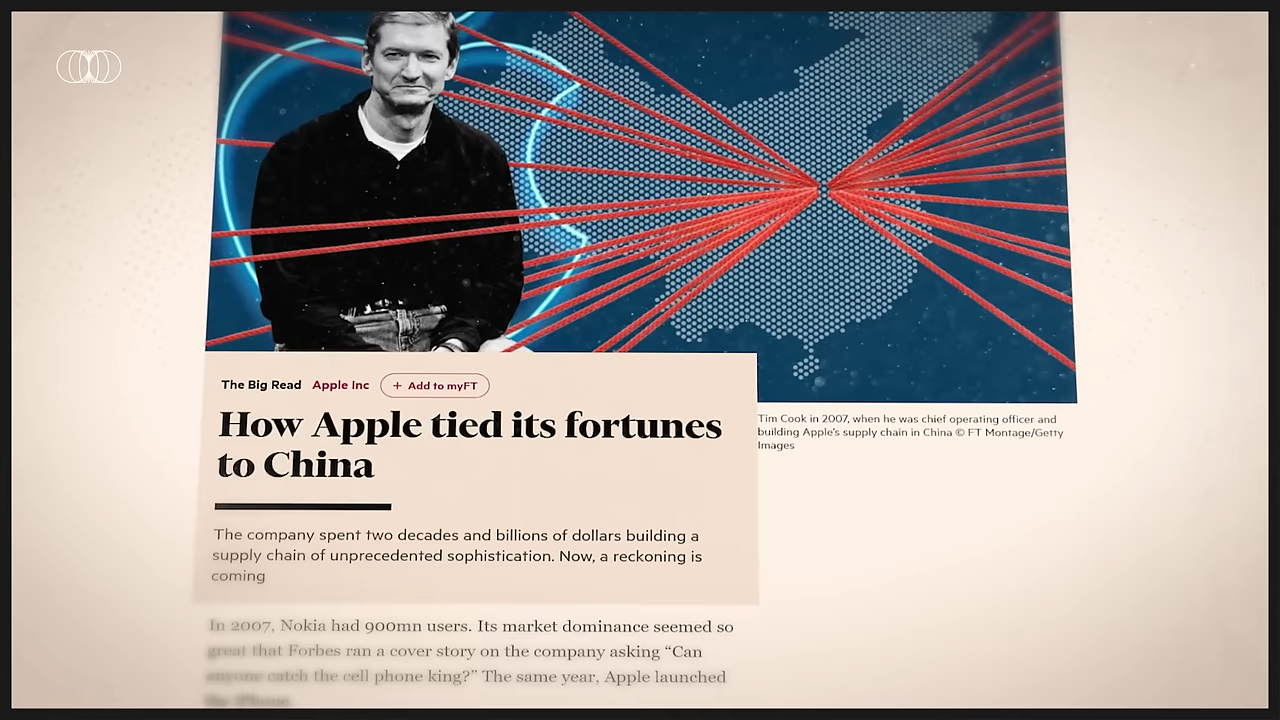 The Big Read Apple Inc + Add to myFT
How Apple tied its fortunes
to China
The company spent two decades and billions of dollars building a
supply chain of unprecedented sophistication. Now, a reckoning is
coming
Tim Cook in 2007, when he was chief operating officer and
building Apple's supply chain in China © FT Montage/Getty
Images
In 2007, Nokia had 900mn users. Its market dominance seemed so
great that Forbes ran a cover story on the company asking “Can
anyone catch the cell phone king?” The same year, Apple launched
the iPhone.